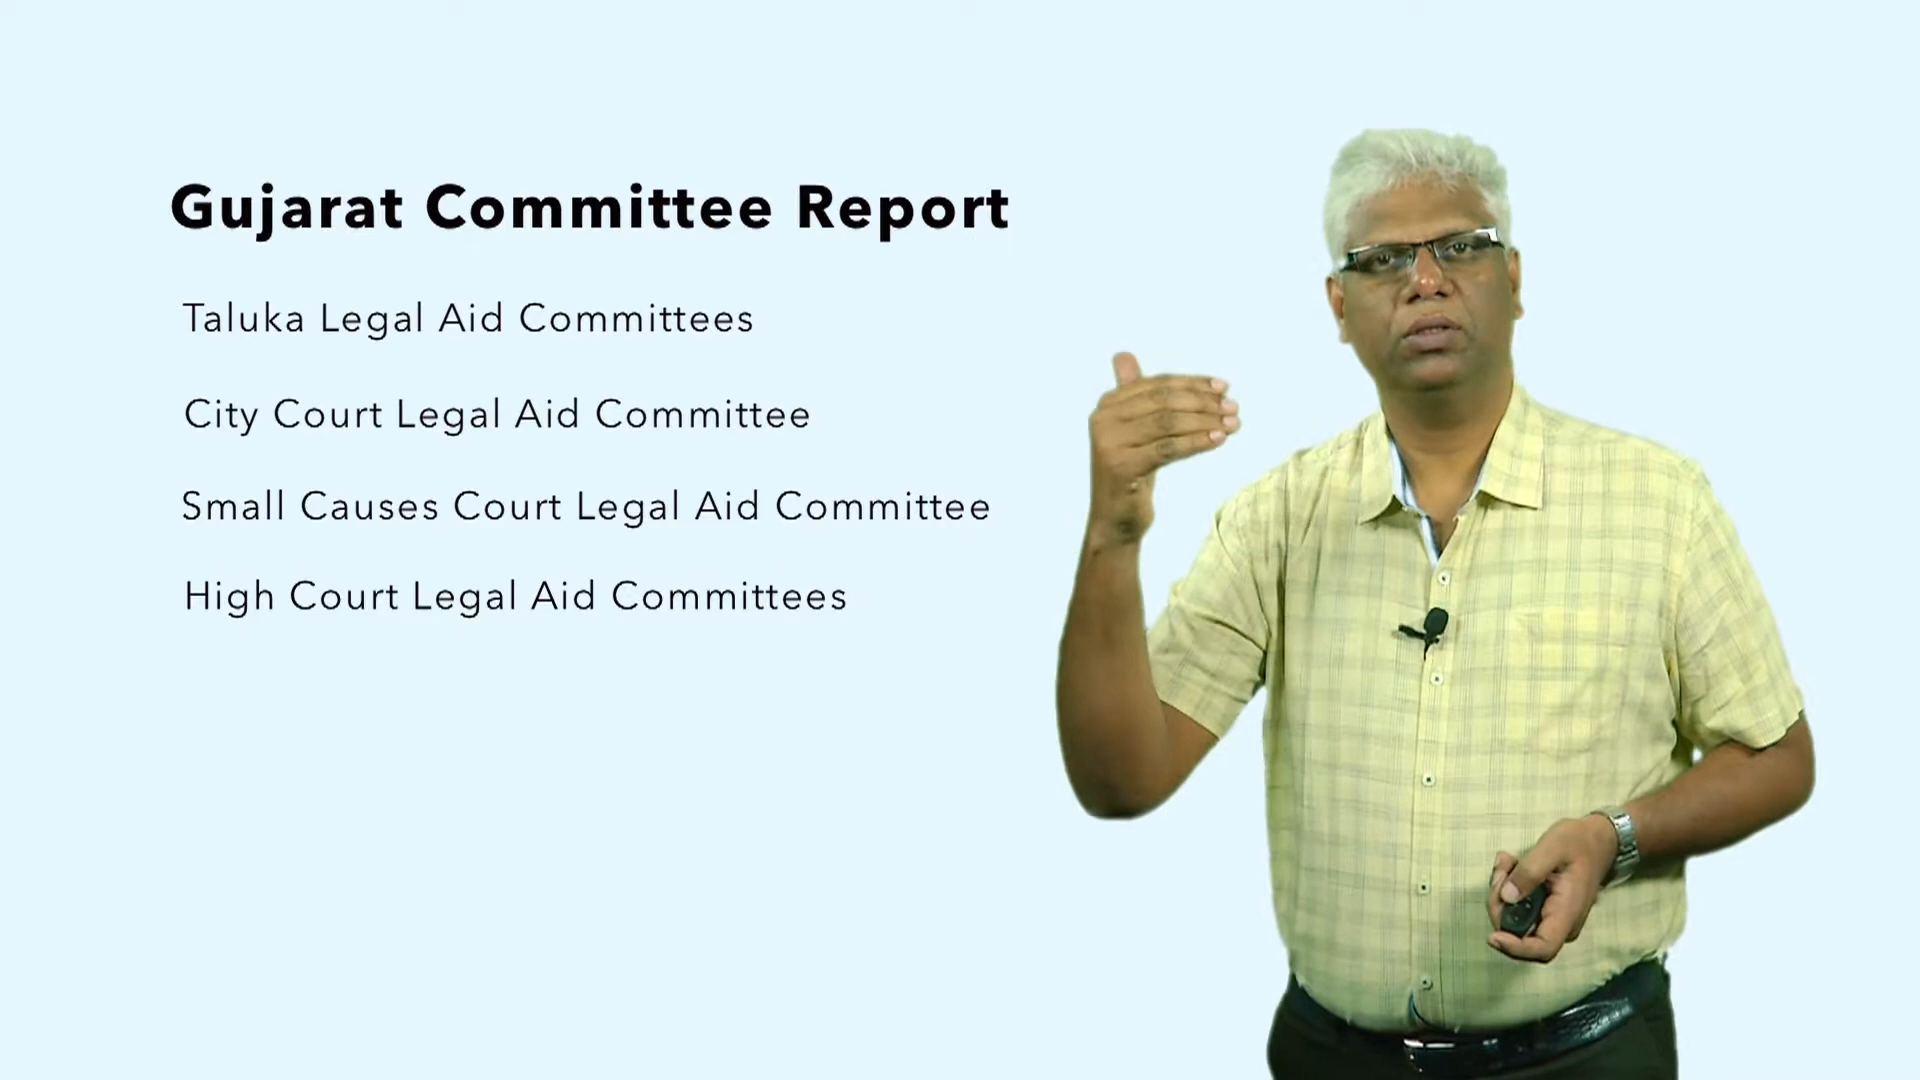 Gujarat Committee Report
Taluka Legal Aid Committees
City Court Legal Aid Committee
Small Causes Court Legal Aid Committee
High Court Legal Aid Committees